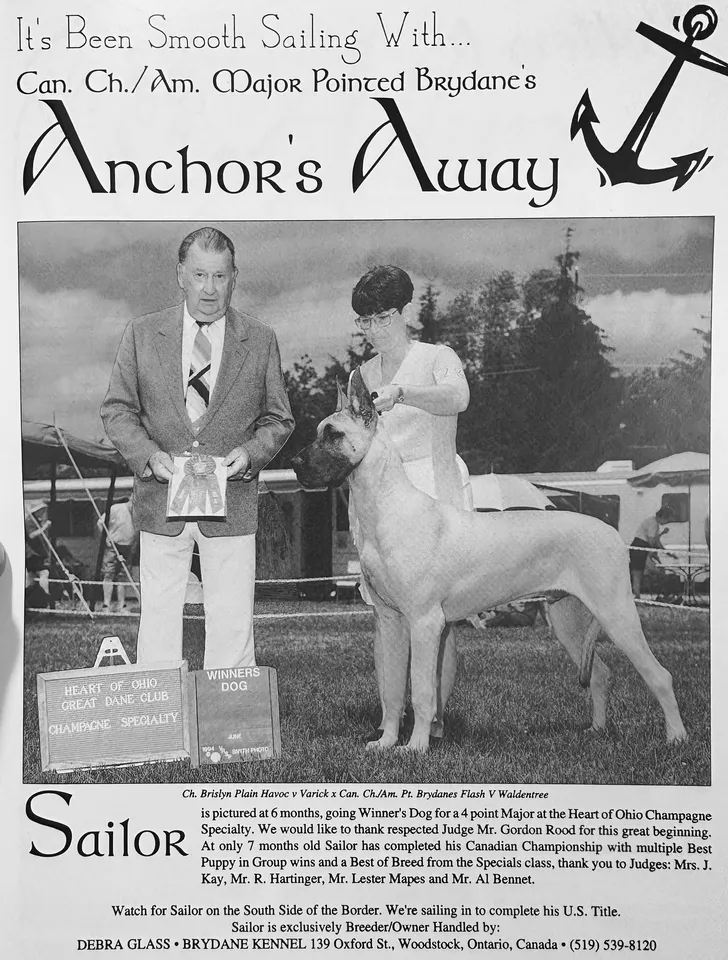 It's Been Smooth Sailing With...
Can. Ch./Am. Major Pointed Brydane's
Anchor's Away
HEART OF OHIO
GREAT DANE CLUB
CHAMPAGNE SPECIALTY
WINNERS
DOG
JUNE
1994
SMITH PHOTO
Ch. Brislyn Plain Havoc v Varick x Can. Ch./Am. Pt. Brydanes Flash V Waldentree
Sailor
is pictured at 6 months, going Winner's Dog for a 4 point Major at the Heart of Ohio Champagne
Specialty. We would like to thank respected Judge Mr. Gordon Rood for this great beginning.
At only 7 months old Sailor has completed his Canadian Championship with multiple Best
Puppy in Group wins and a Best of Breed from the Specials class, thank you to Judges: Mrs. J.
Kay, Mr. R. Hartinger, Mr. Lester Mapes and Mr. Al Bennet.
Watch for Sailor on the South Side of the Border. We're sailing in to complete his U.S. Title.
Sailor is exclusively Breeder/Owner Handled by:
DEBRA GLASS • BRYDANE KENNEL 139 Oxford St., Woodstock, Ontario, Canada • (519) 539-8120